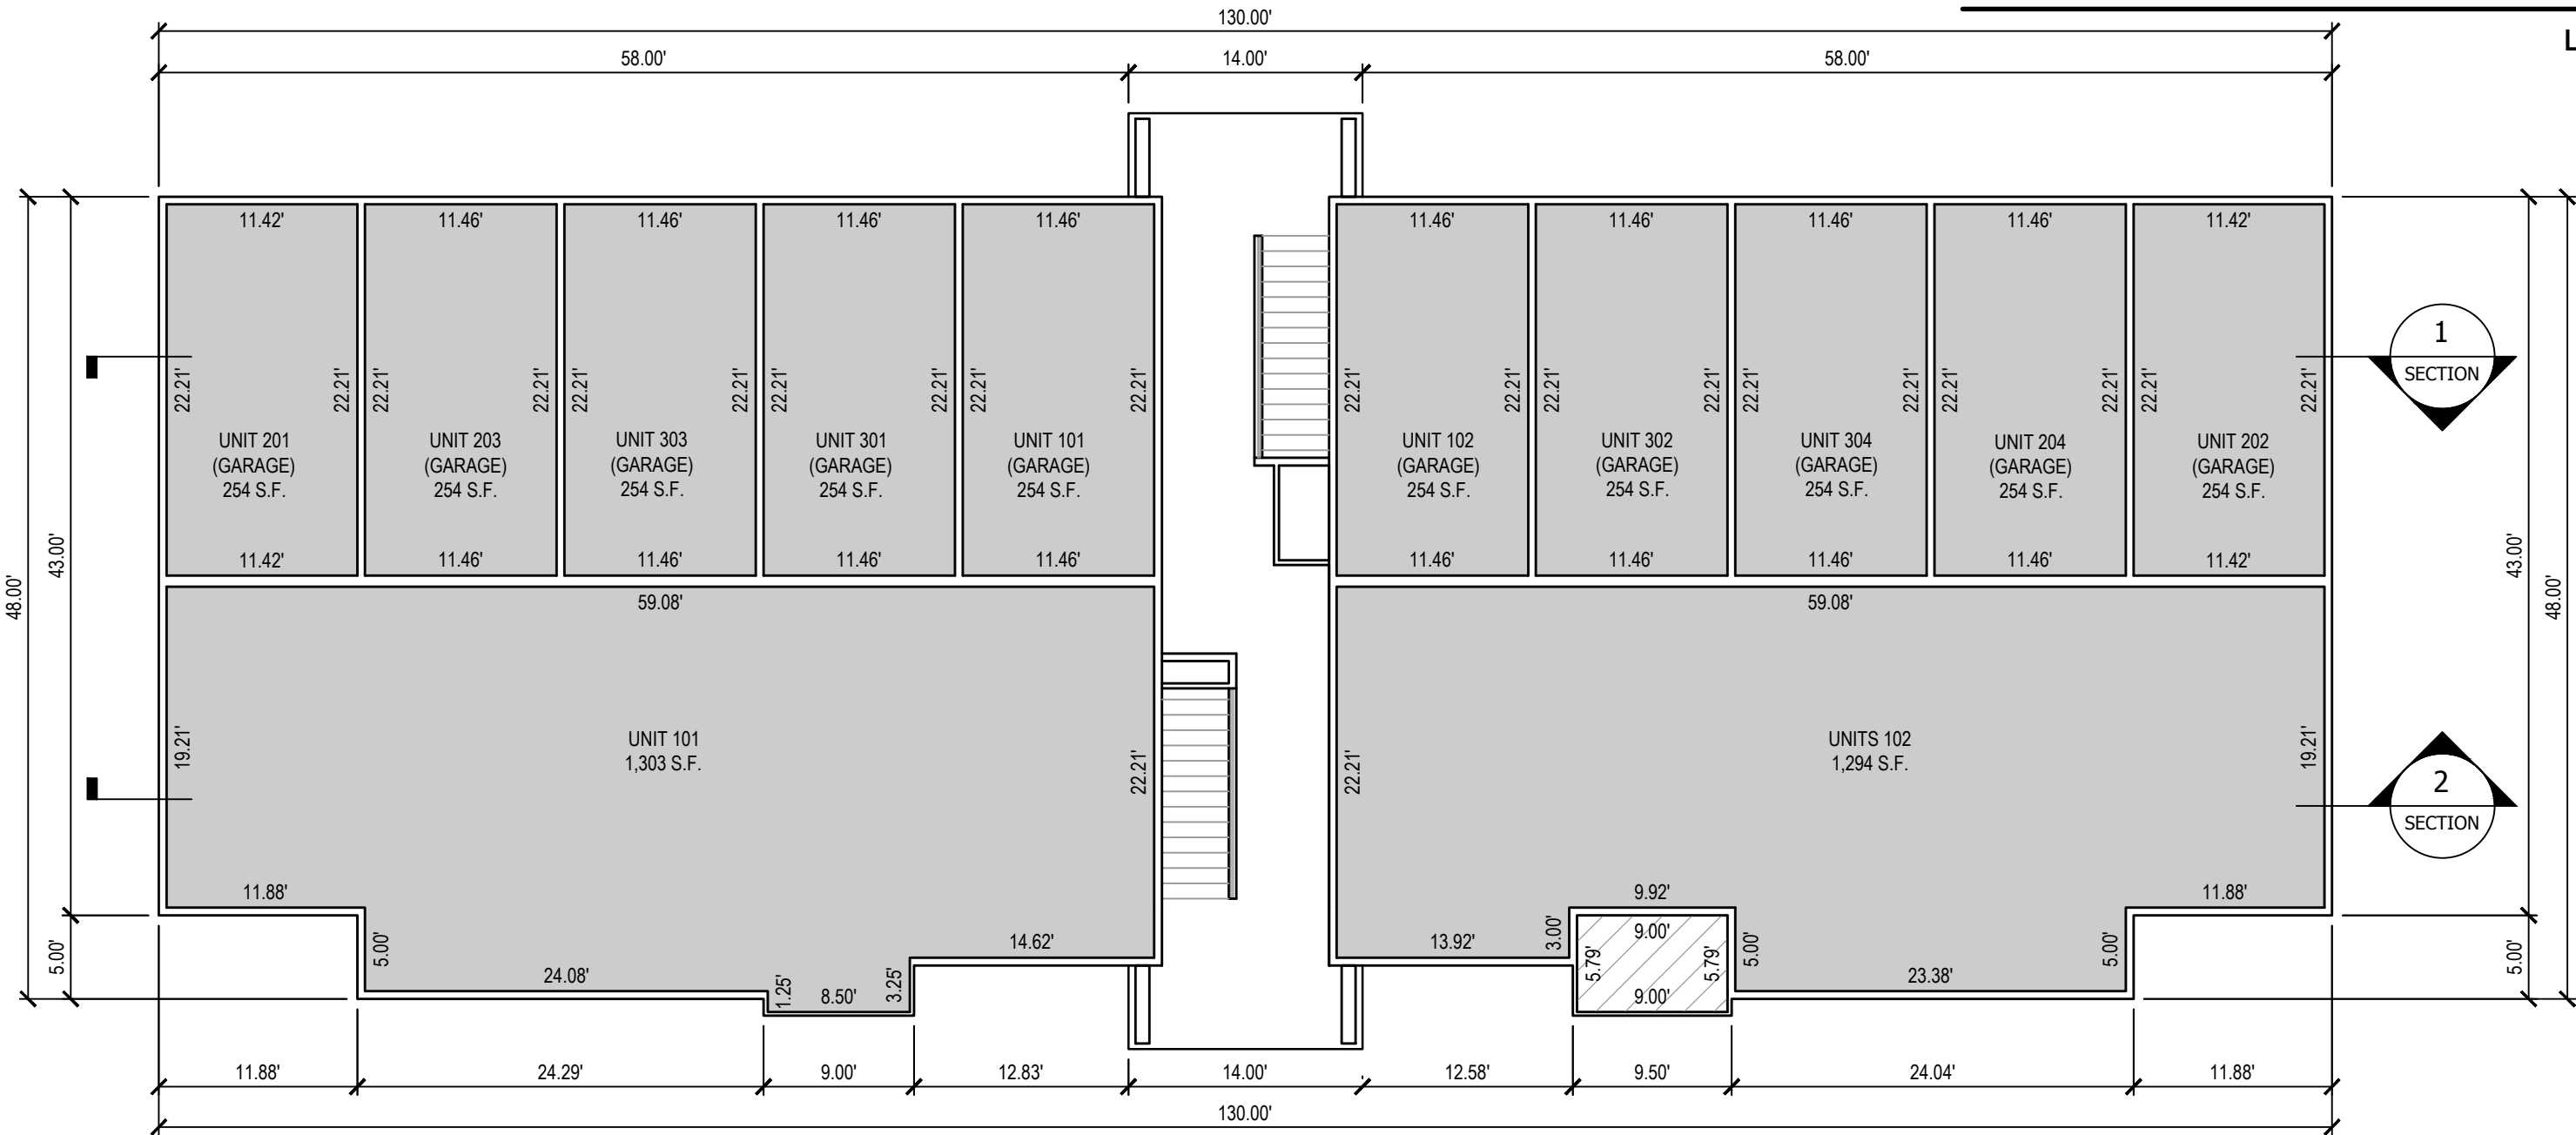 130.00'
L
58.00' 14.00' 58.00'
11.42' 11.46' 11.46' 11.46' 11.46' 11.46' 11.46' 11.46' 11.46' 11.42'
1
SECTION
22.21' 22.21' 22.21' 22.21' 22.21' 22.21' 22.21' 22.21' 22.21' 22.21' 22.21' 22.21' 22.21' 22.21' 22.21' 22.21' 22.21' 22.21' 22.21' 22.21'
UNIT 201
(GARAGE)
254 S.F.
UNIT 203
(GARAGE)
254 S.F.
UNIT 303
(GARAGE)
254 S.F.
UNIT 301
(GARAGE)
254 S.F.
UNIT 101
(GARAGE)
254 S.F.
UNIT 102
(GARAGE)
254 S.F.
UNIT 302
(GARAGE)
254 S.F.
UNIT 304
(GARAGE)
254 S.F.
UNIT 204
(GARAGE)
254 S.F.
UNIT 202
(GARAGE)
254 S.F.
11.42' 11.46' 11.46' 11.46' 11.46' 11.46' 11.46' 11.46' 11.46' 11.42'
48.00' 43.00' 43.00' 48.00'
59.08' 59.08'
19.21'
UNIT 101
1,303 S.F.
22.21' 22.21'
UNITS 102
1,294 S.F.
19.21'
2
SECTION
11.88' 9.92' 11.88'
5.00' 5.00' 14.62' 13.92' 3.00' 9.00' 5.00' 5.00' 5.00'
5.79' 5.79'
24.08' 1.25' 8.50' 3.25' 9.00' 23.38'
11.88' 24.29' 9.00' 12.83' 14.00' 12.58' 9.50' 24.04' 11.88'
130.00'